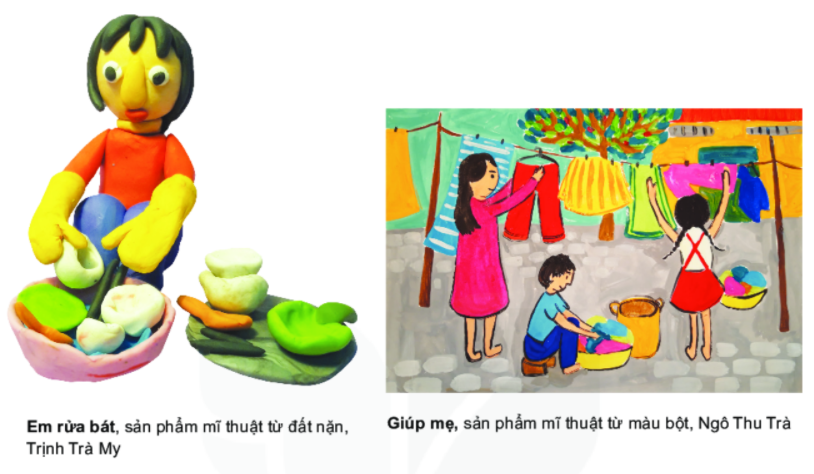 Em rửa bát, sản phẩm mĩ thuật từ đất nặn,
Trịnh Trà My
Giúp mẹ, sản phẩm mĩ thuật từ màu bột, Ngô Thu Trà